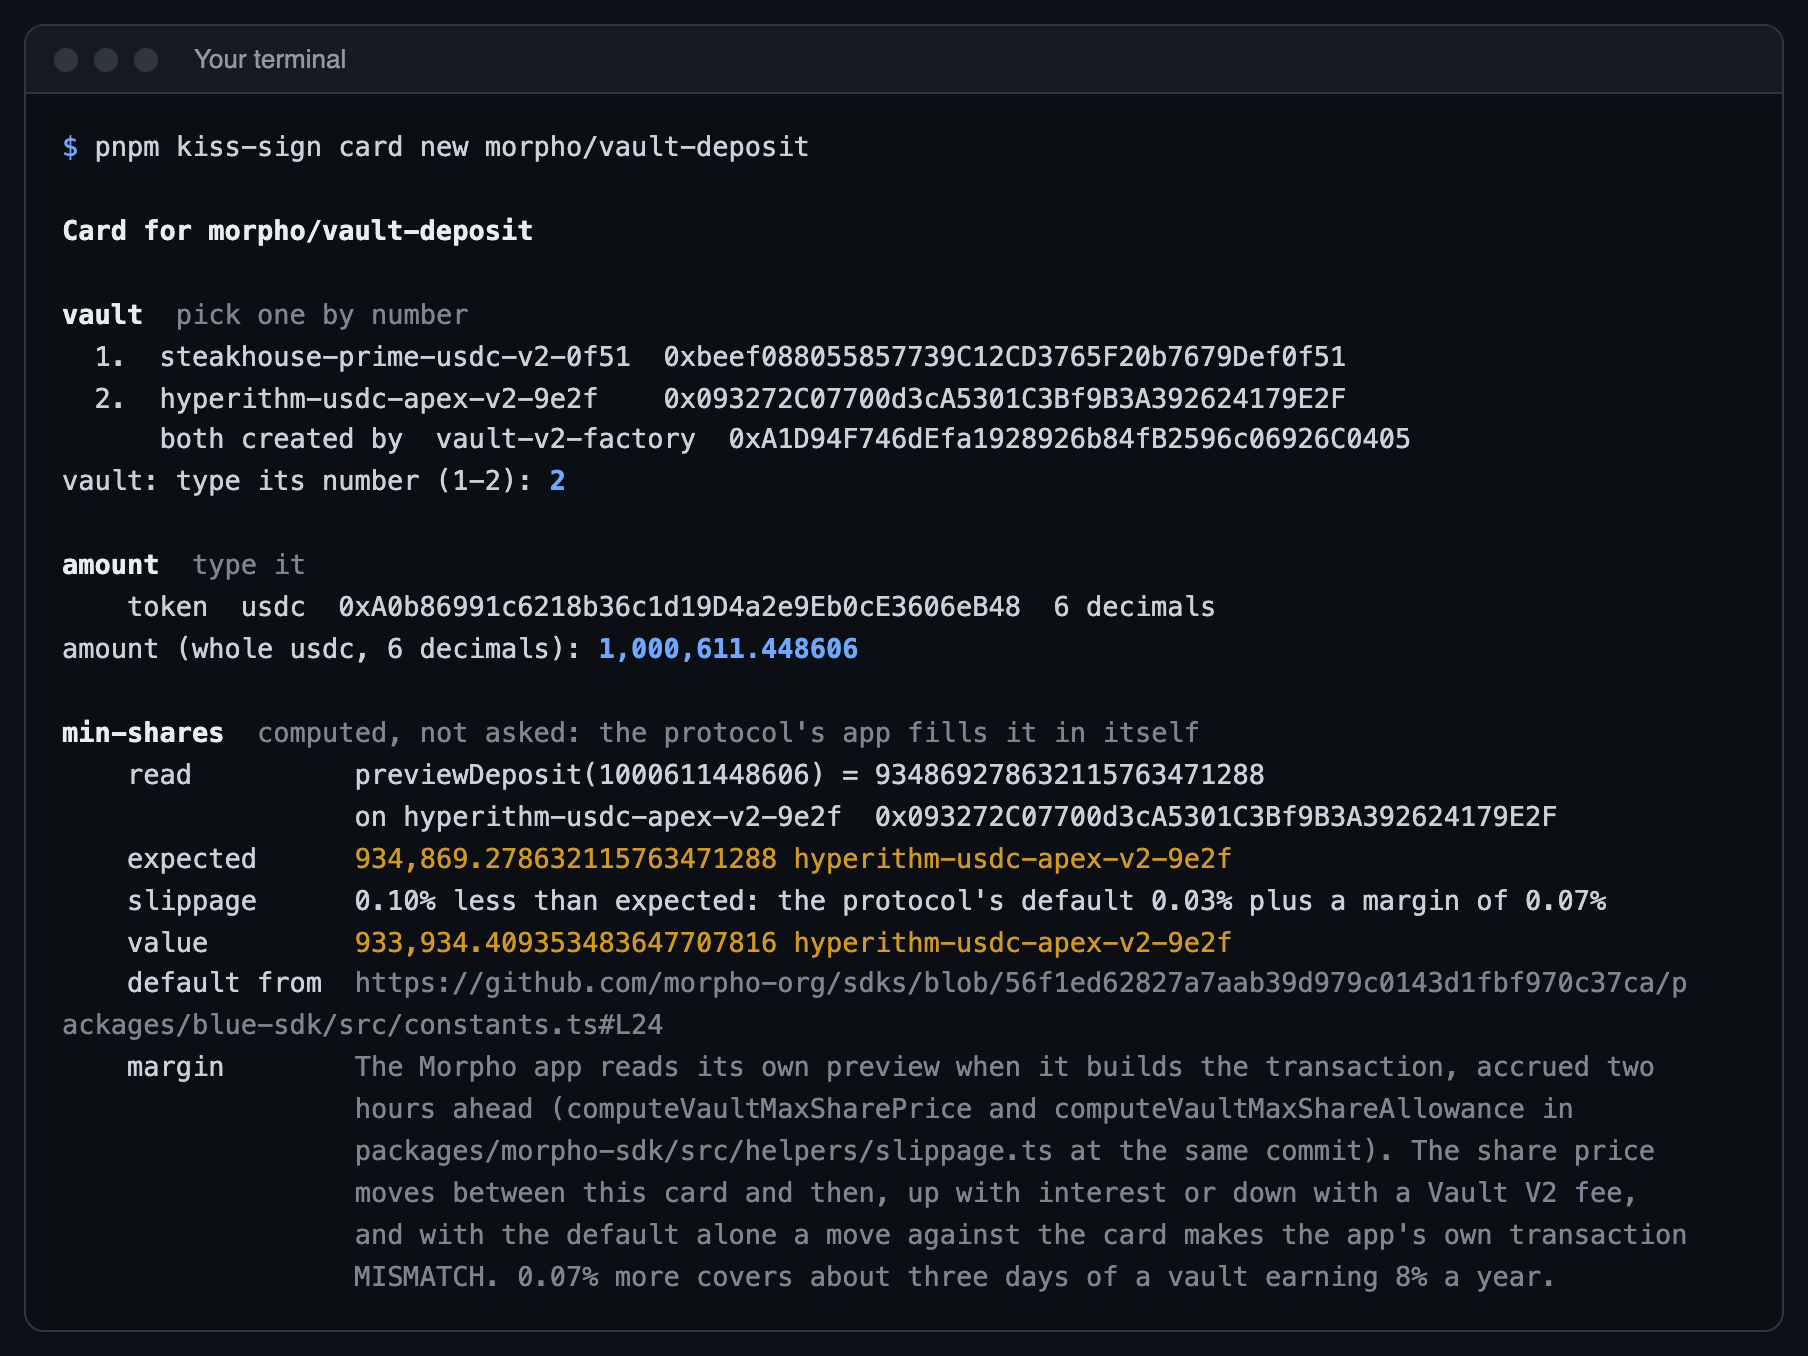 Your terminal
$ pnpm kiss-sign card new morpho/vault-deposit
Card for morpho/vault-deposit
vault  pick one by number
1.  steakhouse-prime-usdc-v2-0f51  0xbeef088055857739C12CD3765F20b7679Def0f51
2.  hyperithm-usdc-apex-v2-9e2f    0x093272C07700d3cA5301C3Bf9B3A392624179E2F
both created by  vault-v2-factory  0xA1D94F746dEfa1928926b84fB2596c06926C0405
vault: type its number (1-2): 2
amount  type it
token  usdc  0xA0b86991c6218b36c1d19D4a2e9Eb0cE3606eB48  6 decimals
amount (whole usdc, 6 decimals): 1,000,611.448606
min-shares  computed, not asked: the protocol's app fills it in itself
read          previewDeposit(1000611448606) = 934869278632115763471288
on hyperithm-usdc-apex-v2-9e2f  0x093272C07700d3cA5301C3Bf9B3A392624179E2F
expected      934,869.278632115763471288 hyperithm-usdc-apex-v2-9e2f
slippage      0.10% less than expected: the protocol's default 0.03% plus a margin of 0.07%
value         933,934.409353483647707816 hyperithm-usdc-apex-v2-9e2f
default from  https://github.com/morpho-org/sdks/blob/56f1ed62827a7aab39d979c0143d1fbf970c37ca/p
ackages/blue-sdk/src/constants.ts#L24
margin        The Morpho app reads its own preview when it builds the transaction, accrued two
hours ahead (computeVaultMaxSharePrice and computeVaultMaxShareAllowance in
packages/morpho-sdk/src/helpers/slippage.ts at the same commit). The share price
moves between this card and then, up with interest or down with a Vault V2 fee,
and with the default alone a move against the card makes the app's own transaction
MISMATCH. 0.07% more covers about three days of a vault earning 8% a year.